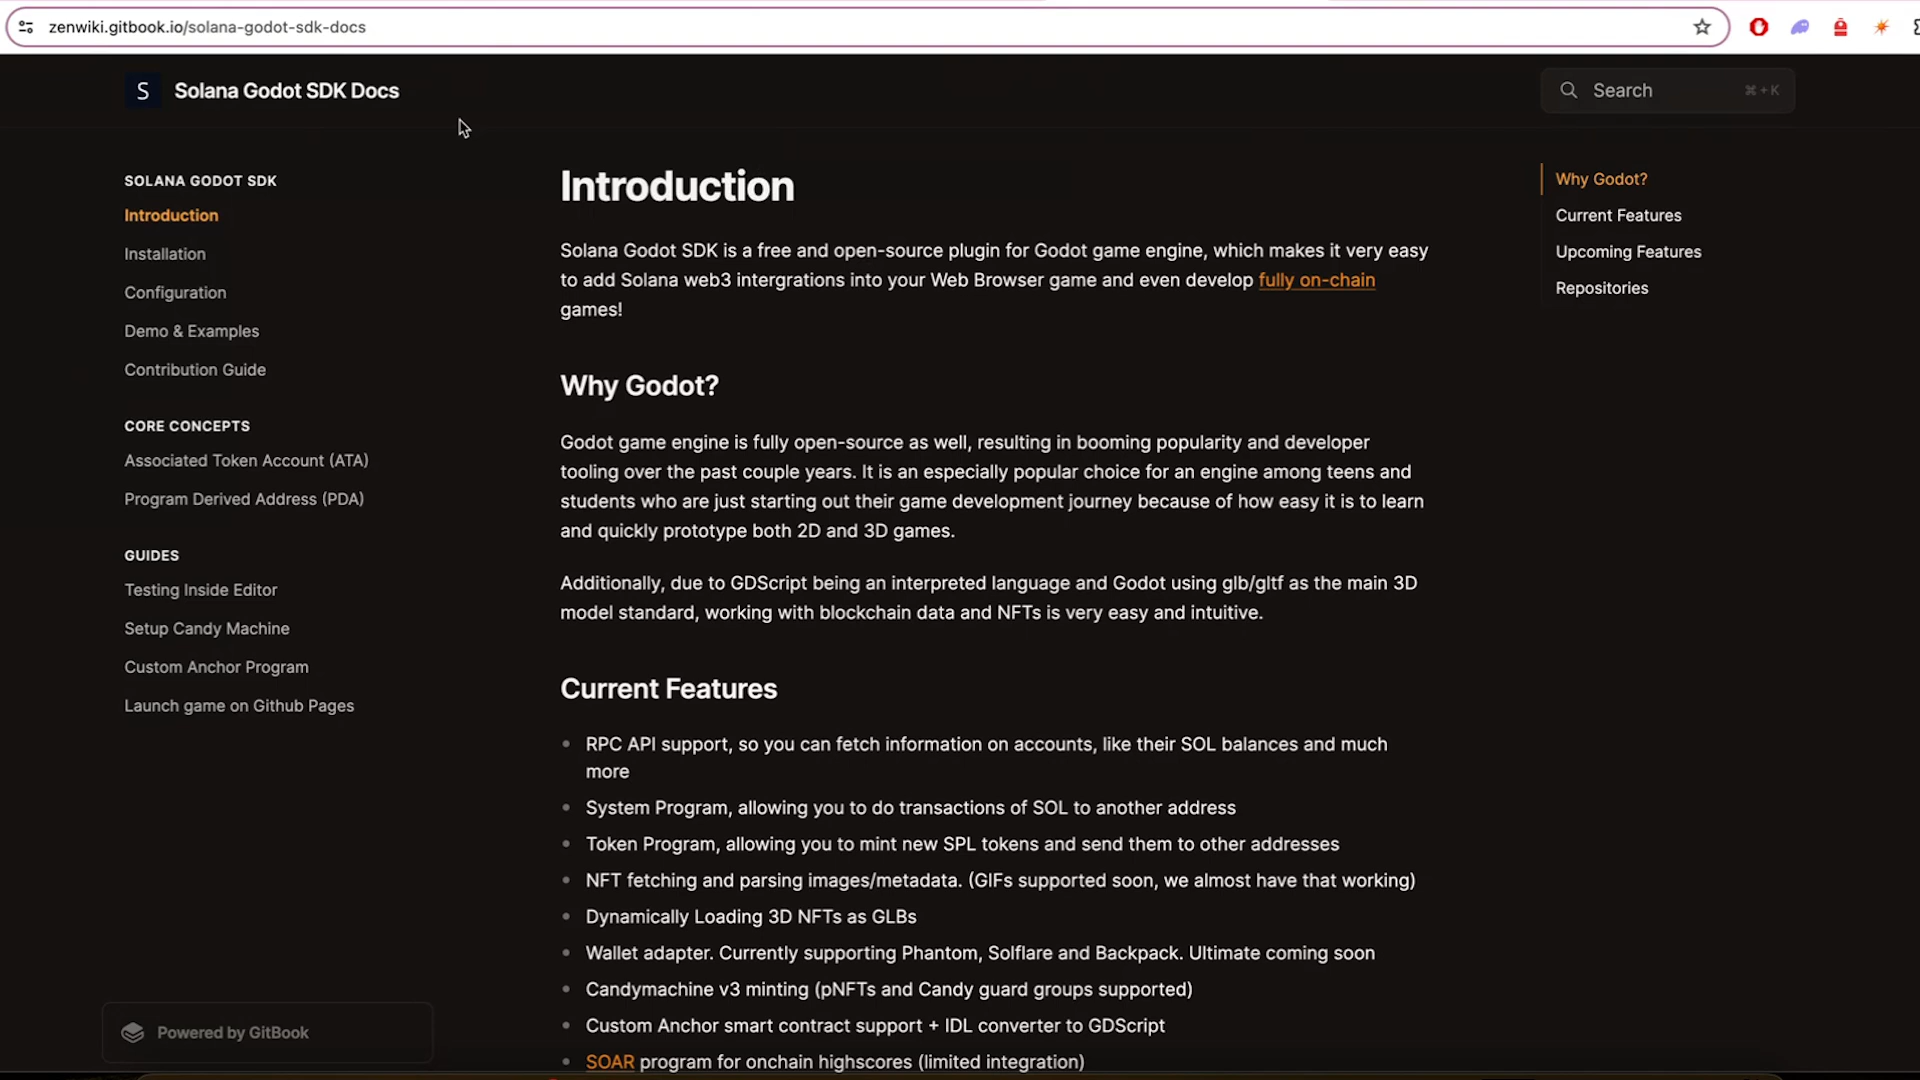 zenwiki.gitbook.io/solana-godot-sdk-docs
S Solana Godot SDK Docs
Search ⌘+K
SOLANA GODOT SDK
Introduction
Installation
Configuration
Demo & Examples
Contribution Guide
CORE CONCEPTS
Associated Token Account (ATA)
Program Derived Address (PDA)
GUIDES
Testing Inside Editor
Setup Candy Machine
Custom Anchor Program
Launch game on Github Pages
Powered by GitBook
Introduction
Solana Godot SDK is a free and open-source plugin for Godot game engine, which makes it very easy
to add Solana web3 intergrations into your Web Browser game and even develop fully on-chain
games!
Why Godot?
Godot game engine is fully open-source as well, resulting in booming popularity and developer
tooling over the past couple years. It is an especially popular choice for an engine among teens and
students who are just starting out their game development journey because of how easy it is to learn
and quickly prototype both 2D and 3D games.
Additionally, due to GDScript being an interpreted language and Godot using glb/gltf as the main 3D
model standard, working with blockchain data and NFTs is very easy and intuitive.
Current Features
RPC API support, so you can fetch information on accounts, like their SOL balances and much
more
System Program, allowing you to do transactions of SOL to another address
Token Program, allowing you to mint new SPL tokens and send them to other addresses
NFT fetching and parsing images/metadata. (GIFs supported soon, we almost have that working)
Dynamically Loading 3D NFTs as GLBs
Wallet adapter. Currently supporting Phantom, Solflare and Backpack. Ultimate coming soon
Candymachine v3 minting (pNFTs and Candy guard groups supported)
Custom Anchor smart contract support + IDL converter to GDScript
SOAR program for onchain highscores (limited integration)
Why Godot?
Current Features
Upcoming Features
Repositories